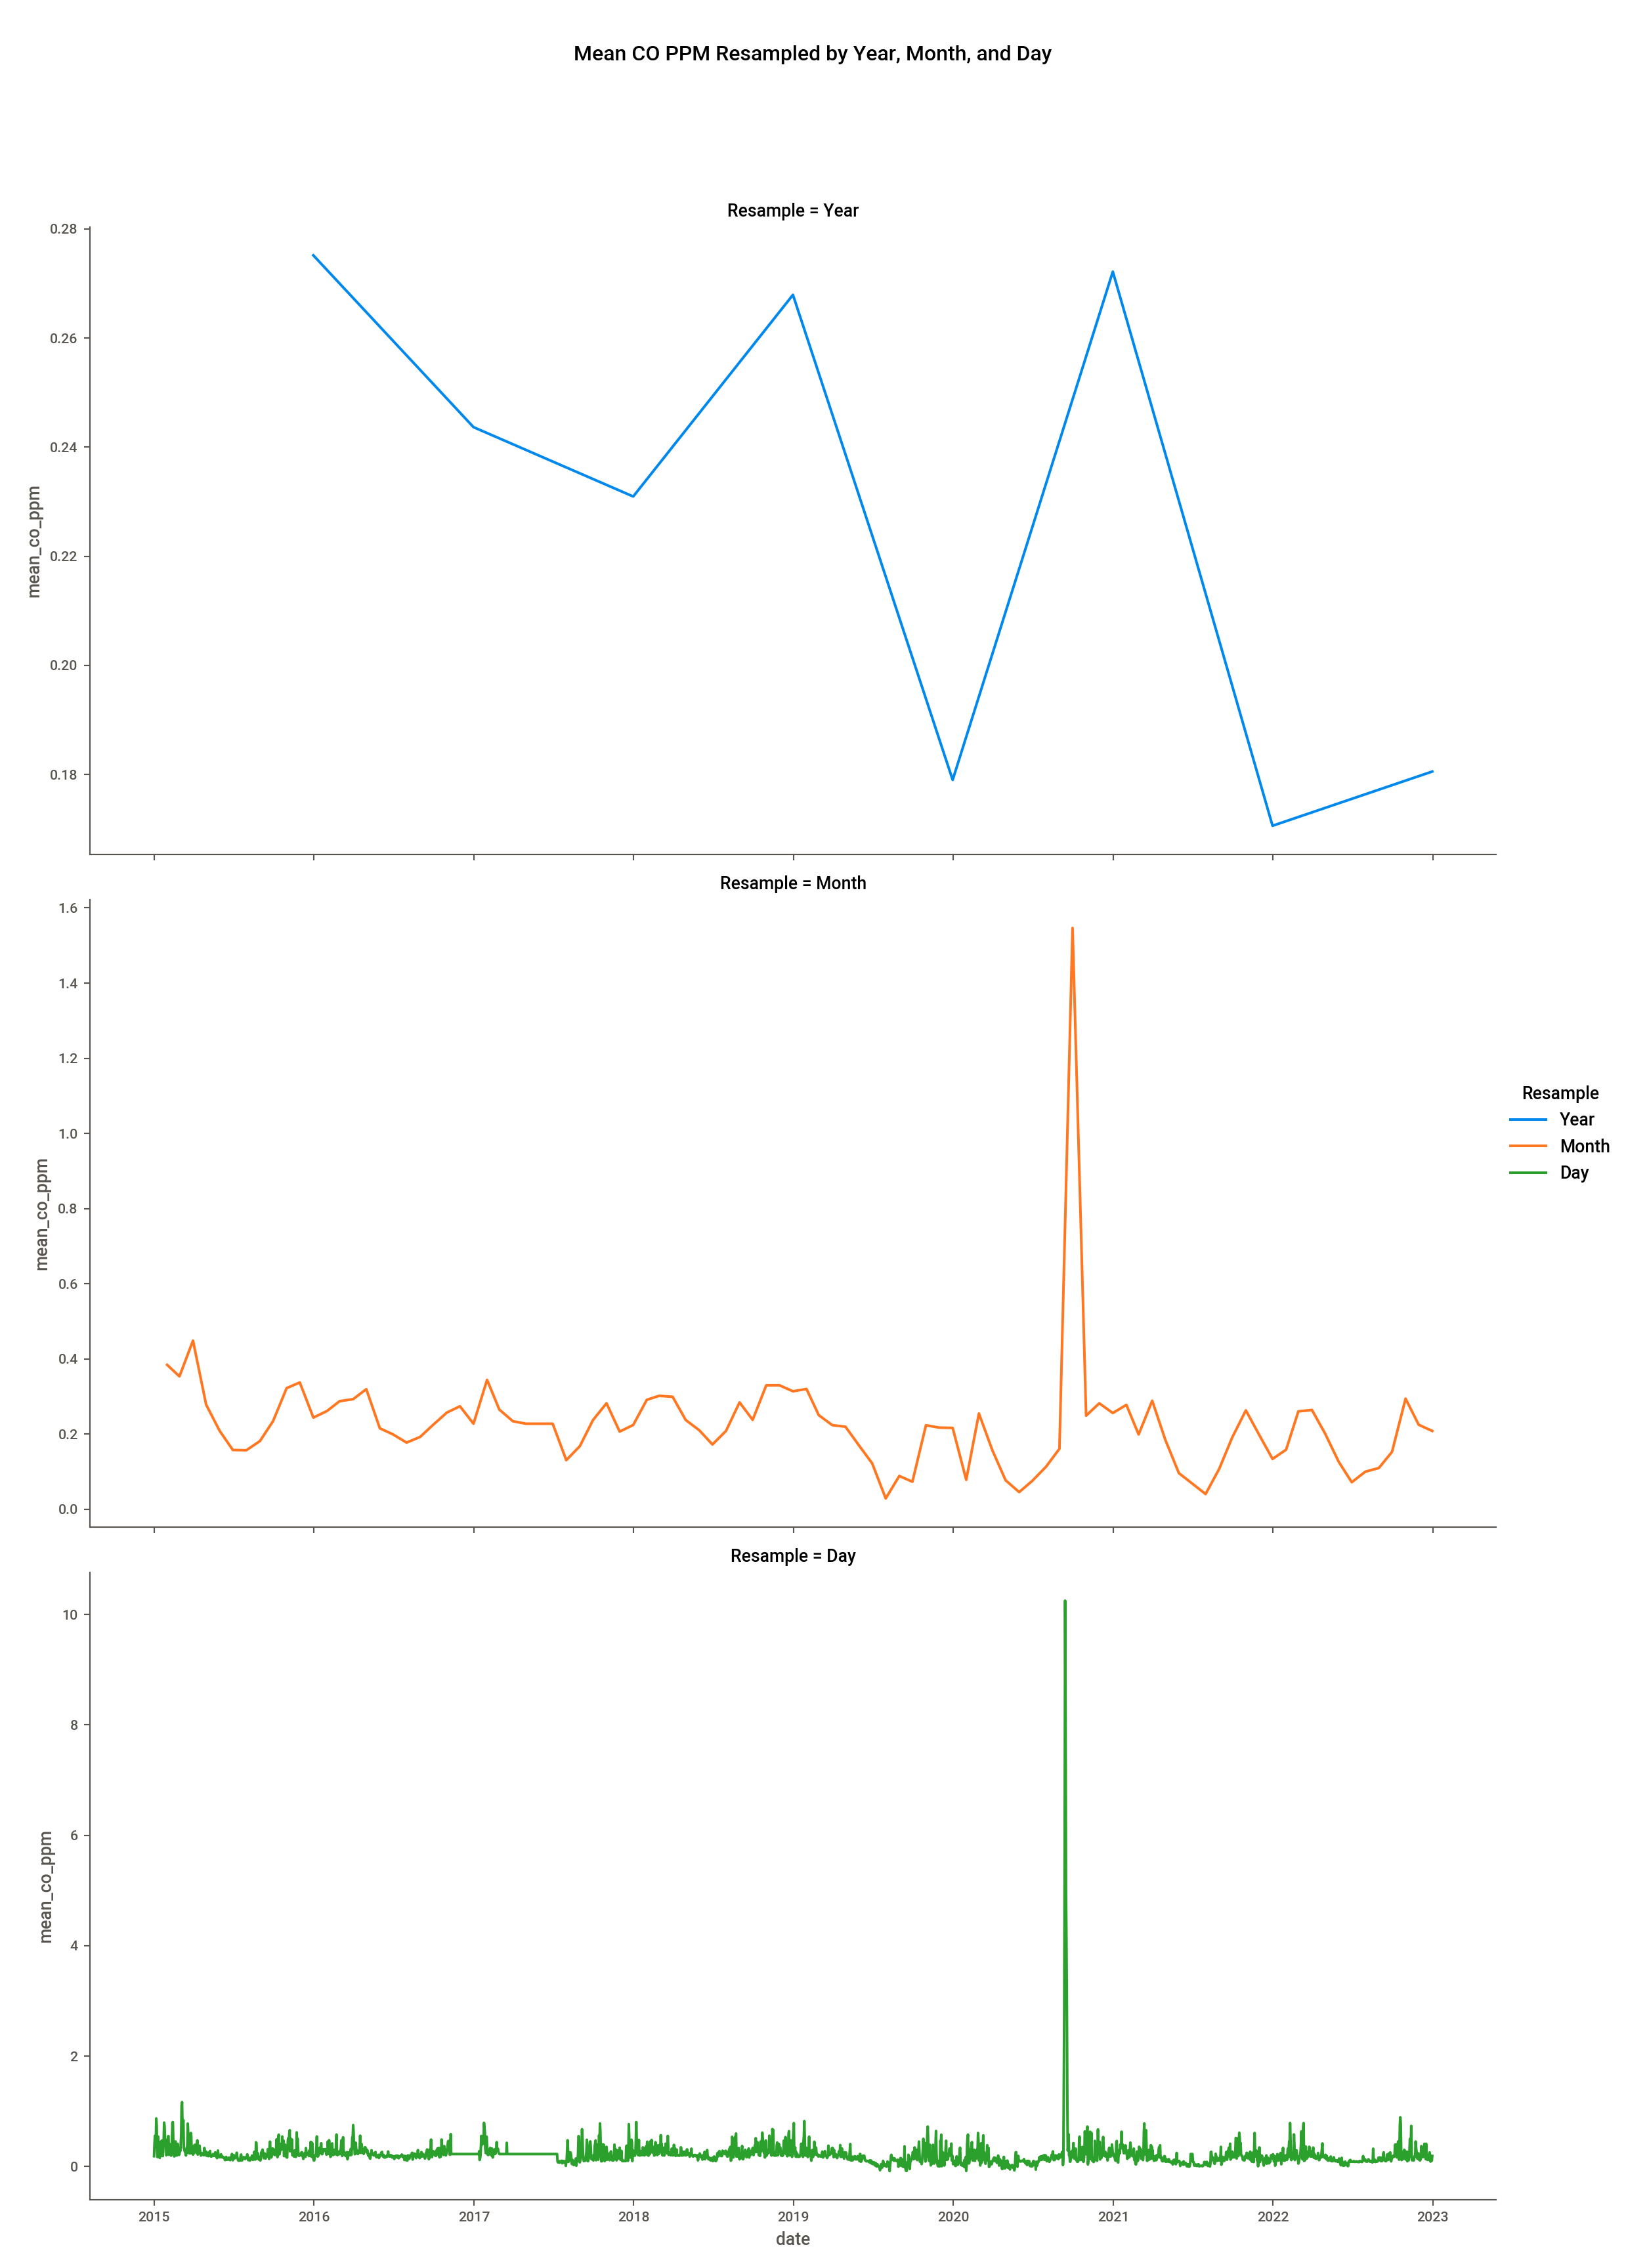 Mean CO PPM Resampled by Year, Month, and Day
Resample = Year
0.28
0.26
0.24
0.22
0.20
0.18
mean_co_ppm
Resample = Month
1.6
1.4
1.2
1.0
0.8
0.6
0.4
0.2
0.0
mean_co_ppm
Resample
Year
Month
Day
Resample = Day
10
8
6
4
2
0
mean_co_ppm
2015 2016 2017 2018 2019 2020 2021 2022 2023
date